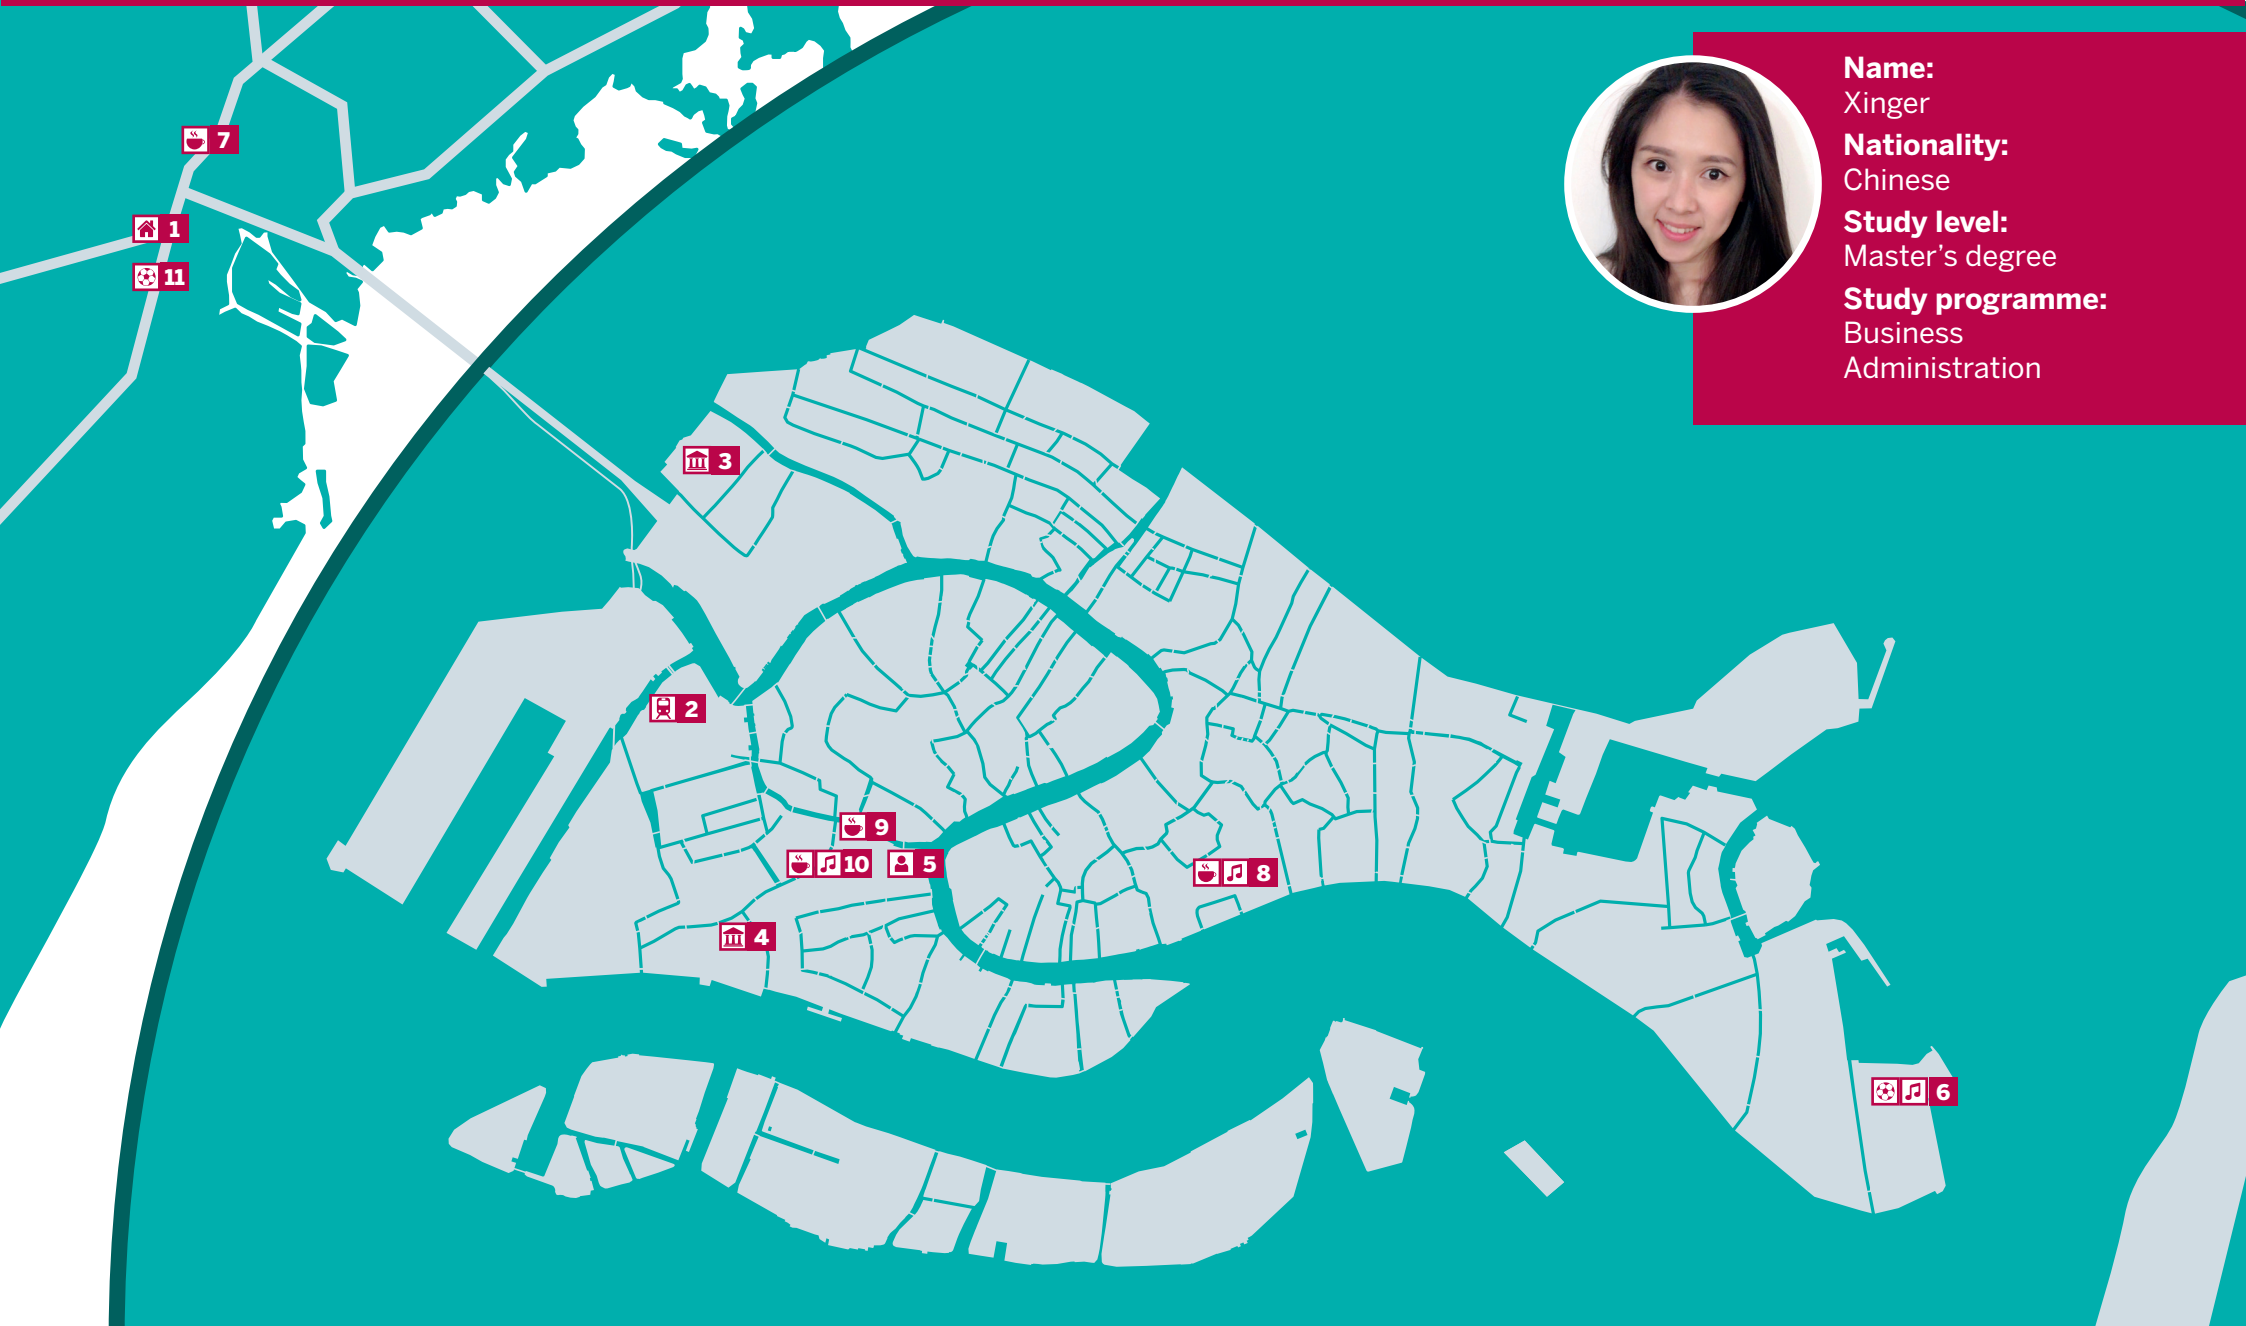 Name:
Xinger
Nationality:
Chinese
Study level:
Master's degree
Study programme:
Business
Administration
7
1
11
3
2
9
10
5
8
4
6